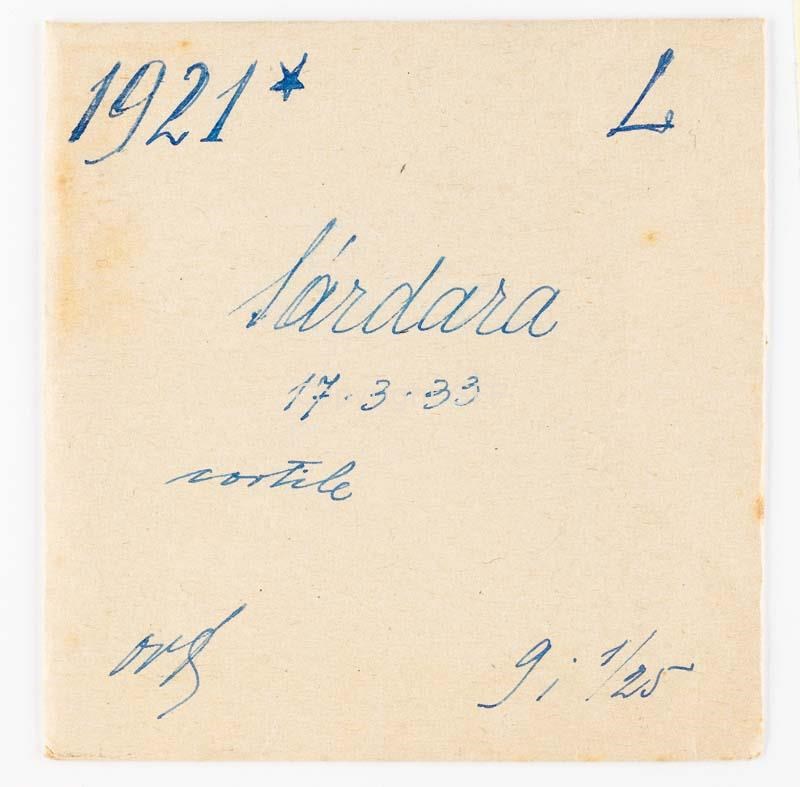 1921* L
Sárdara
17·3·33
cortile
9; 1/25